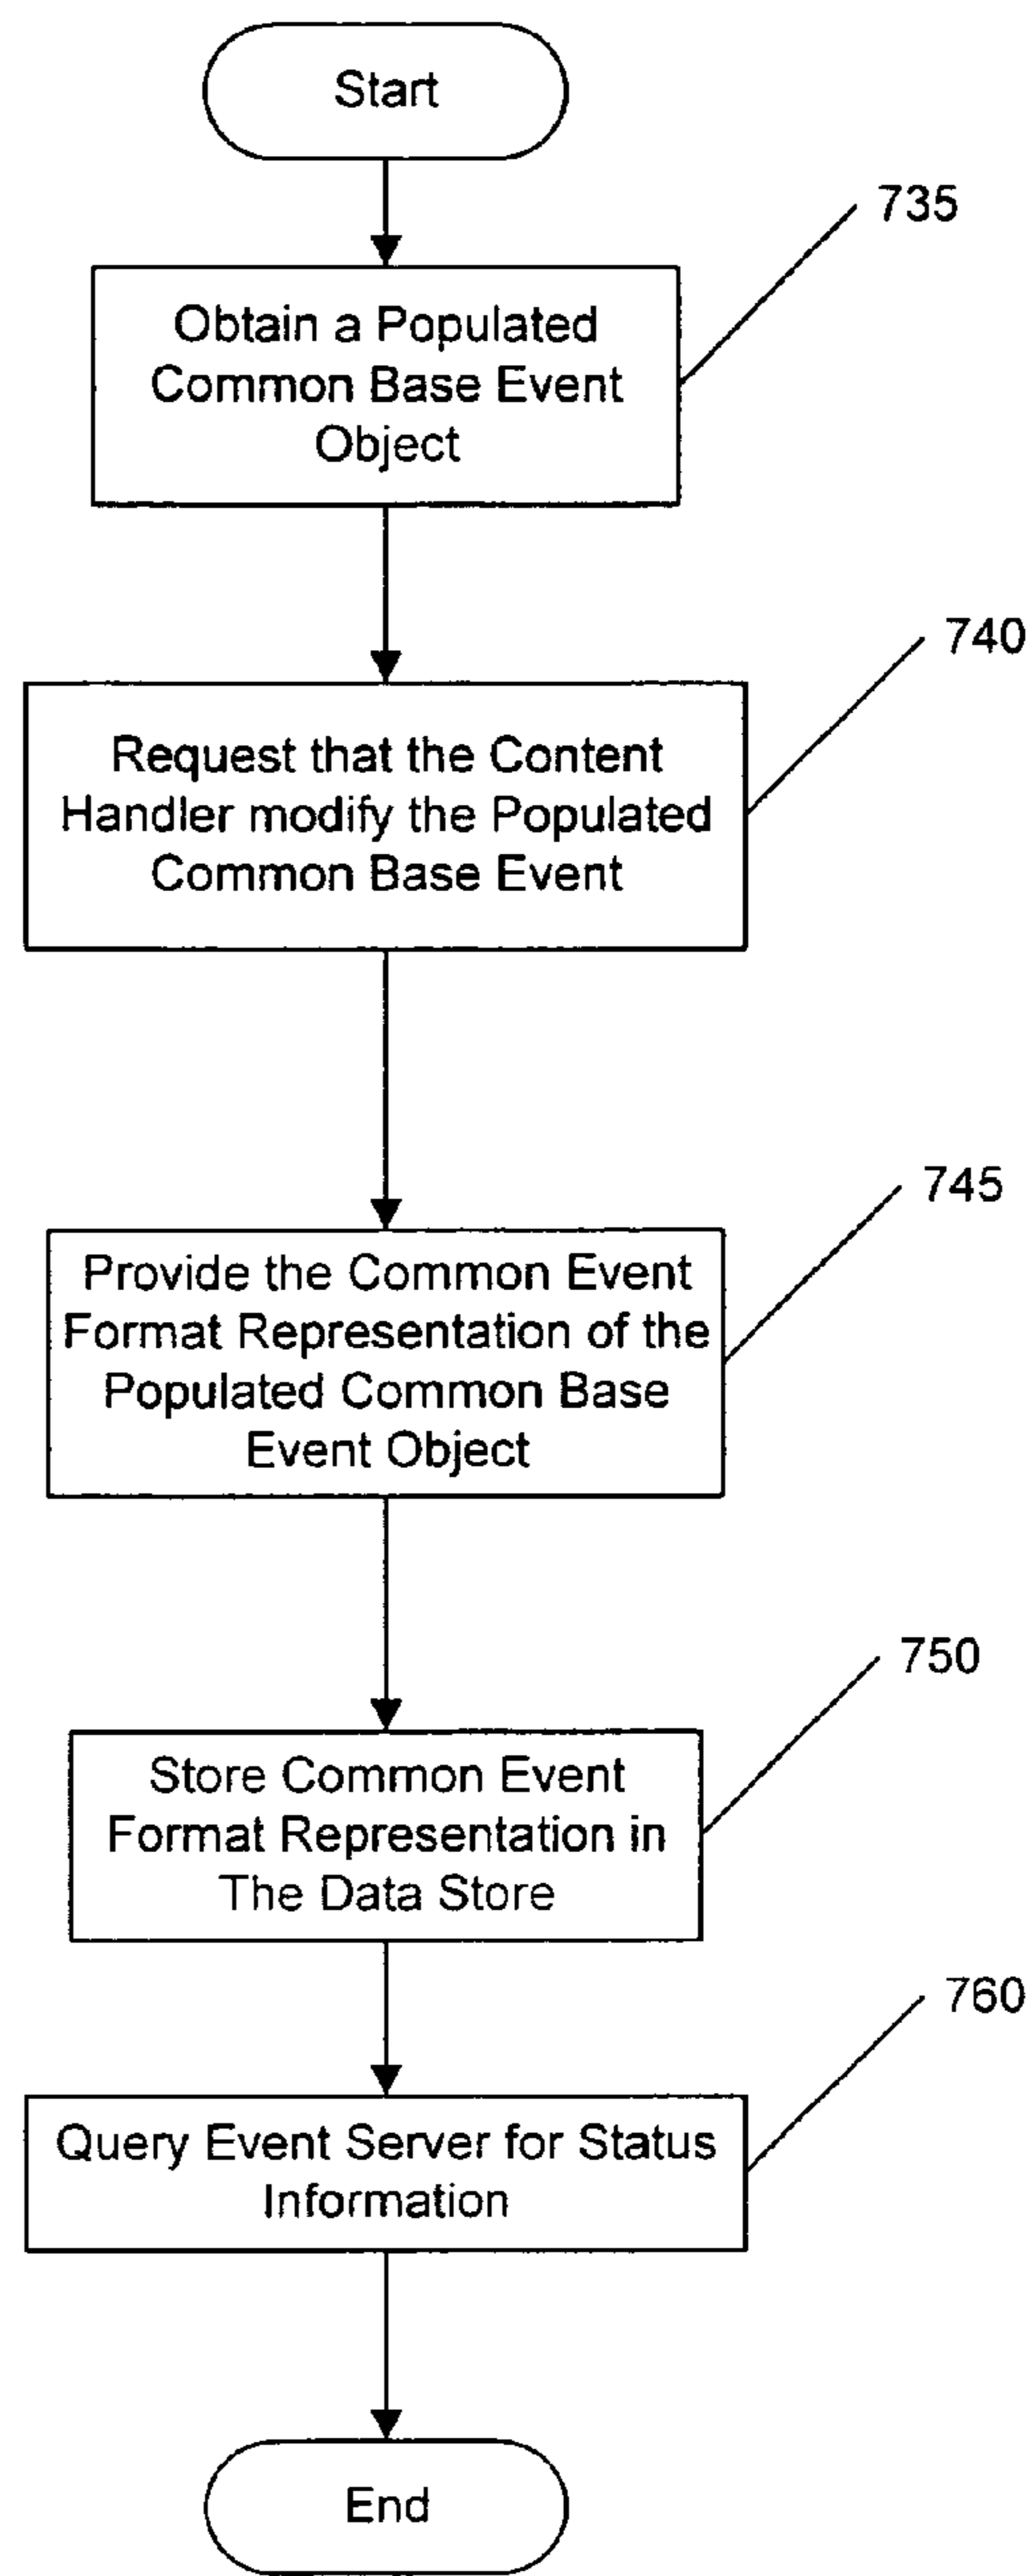 Start
735
Obtain a Populated
Common Base Event
Object
740
Request that the Content
Handler modify the Populated
Common Base Event
745
Provide the Common Event
Format Representation of the
Populated Common Base
Event Object
750
Store Common Event
Format Representation in
The Data Store
760
Query Event Server for Status
Information
End